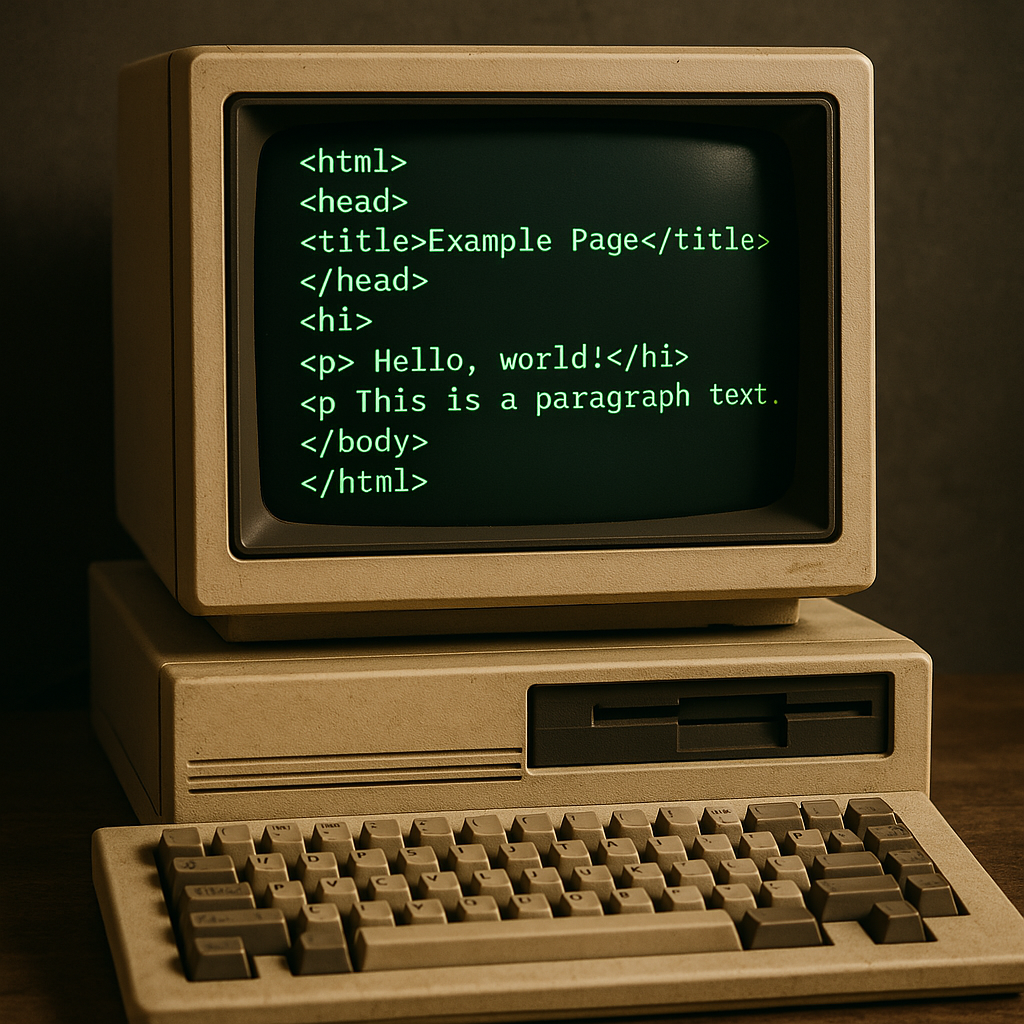 <html>
<head>
<title>Example Page</title>
</head>
<hi>
<p> Hello, world!</hi>
<p This is a paragraph text.
</body>
</html>